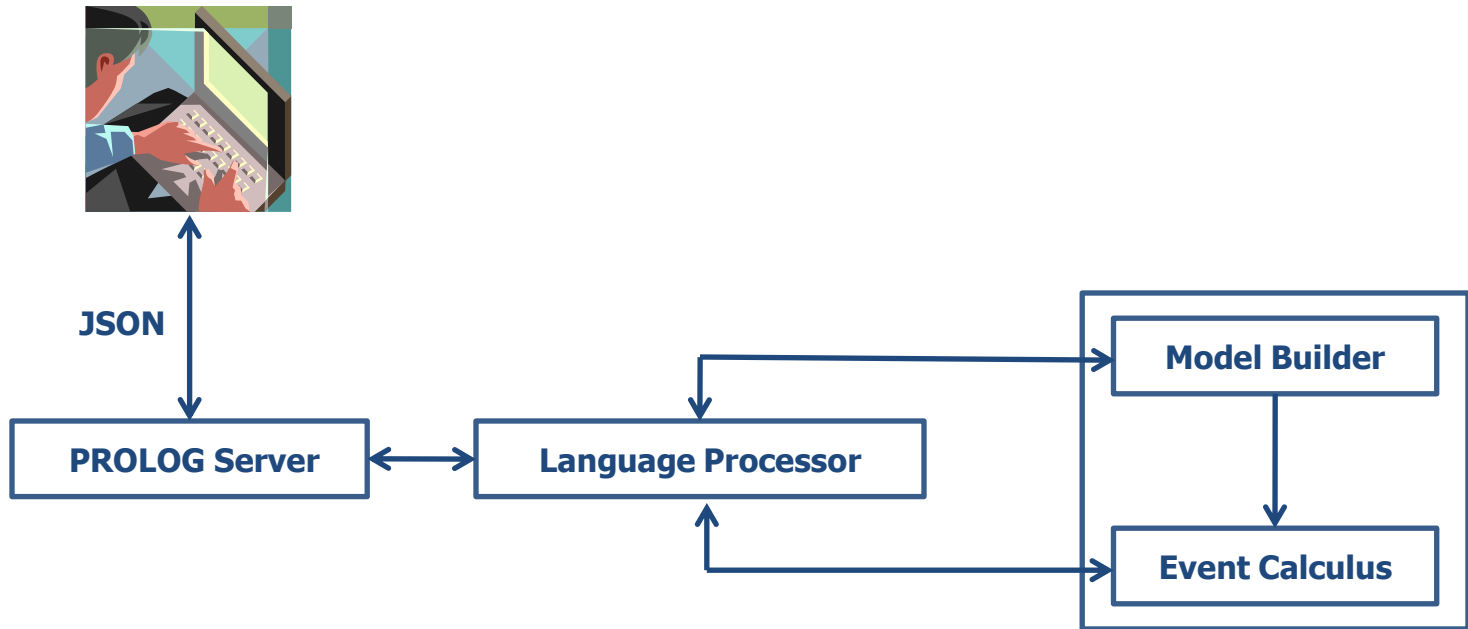 JSON
PROLOG Server
Language Processor
Model Builder
Event Calculus